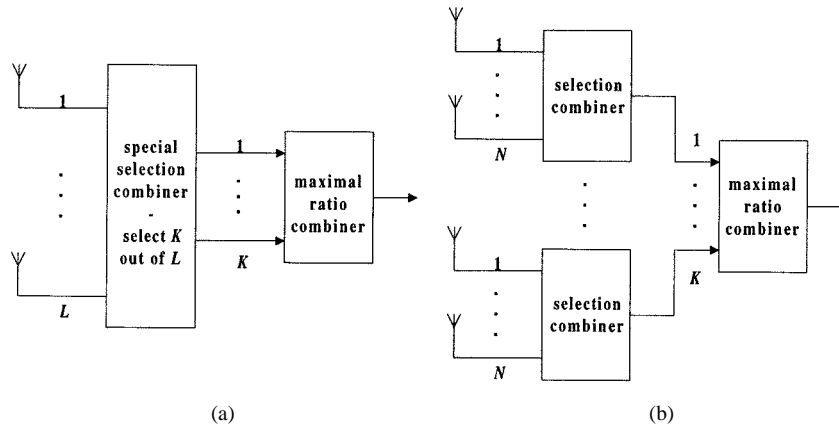 1
special
selection
combiner
-
select K
out of L
L
1
K
maximal
ratio
combiner
(a)
1
N
selection
combiner
1
N
selection
combiner
1
K
maximal
ratio
combiner
(b)